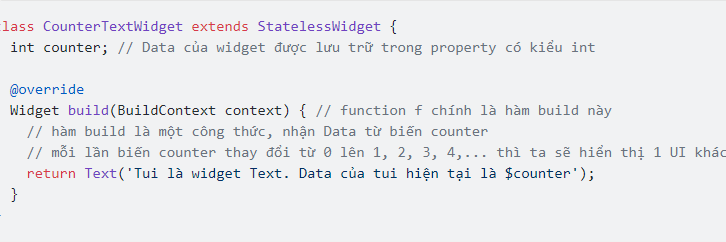 class CounterTextWidget extends StatelessWidget {
int counter; // Data của widget được lưu trữ trong property có kiểu int
@override
Widget build(BuildContext context) { // function f chính là hàm build này
// hàm build là một công thức, nhận Data từ biến counter
// mỗi lần biến counter thay đổi từ 0 lên 1, 2, 3, 4,... thì ta sẽ hiển thị 1 UI khác
return Text('Tui là widget Text. Data của tui hiện tại là $counter');
}
}